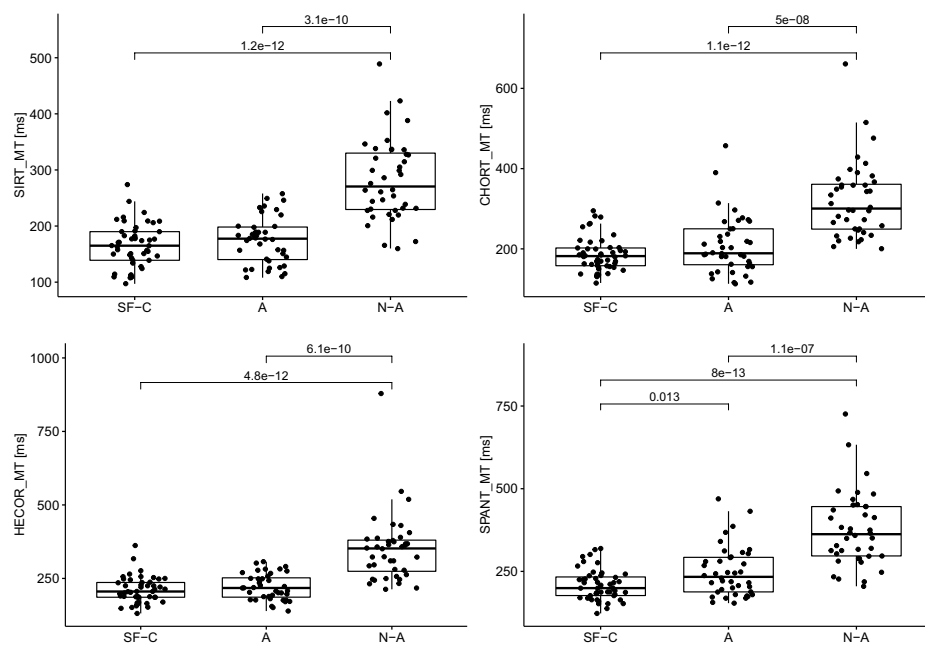 3.1e−10
1.2e−12
500
400
300
200
100
SIRT_MT [ms]
SF−C A N−A
5e−08
1.1e−12
600
400
200
CHORT_MT [ms]
SF−C A N−A
6.1e−10
4.8e−12
1000
750
500
250
HECOR_MT [ms]
SF−C A N−A
1.1e−07
8e−13
0.013
750
500
250
SPANT_MT [ms]
SF−C A N−A